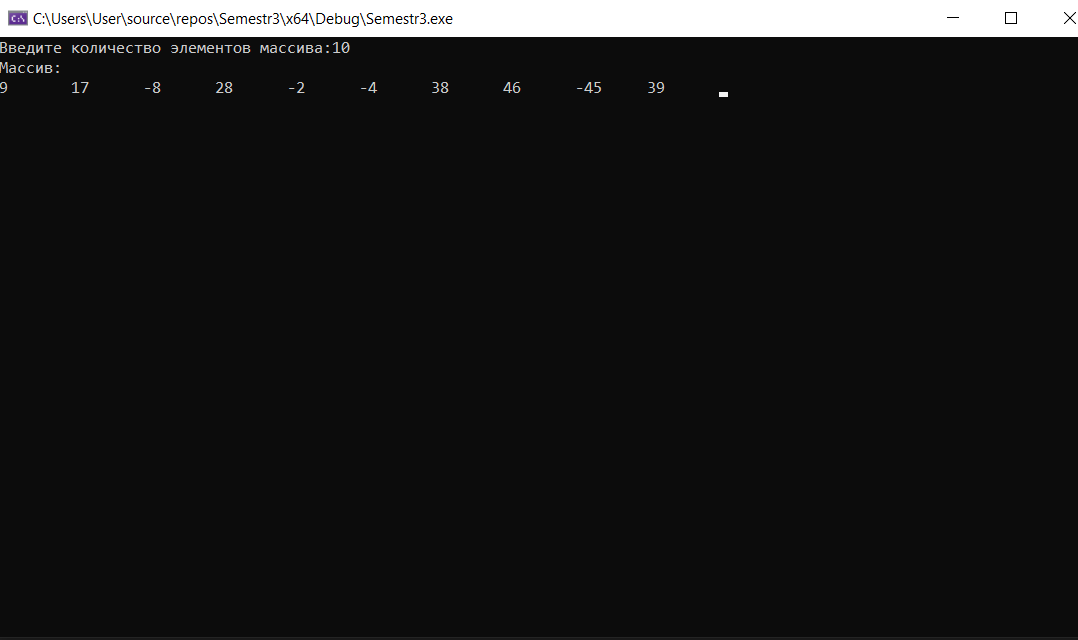 C:\Users\User\source\repos\Semestr3\x64\Debug\Semestr3.exe
Введите количество элементов массива:10
Массив:
9 17 -8 28 -2 -4 38 46 -45 39